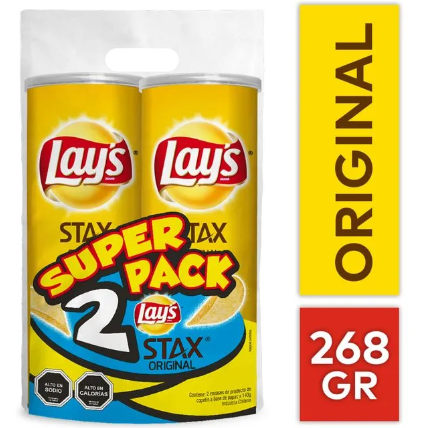 Lay's
Lay's
STAX
STAX
SUPER
PACK
2
Lay's
STAX
ORIGINAL
ALTO EN
SODIO
ALTO EN
CALORÍAS
ORIGINAL
268
GR